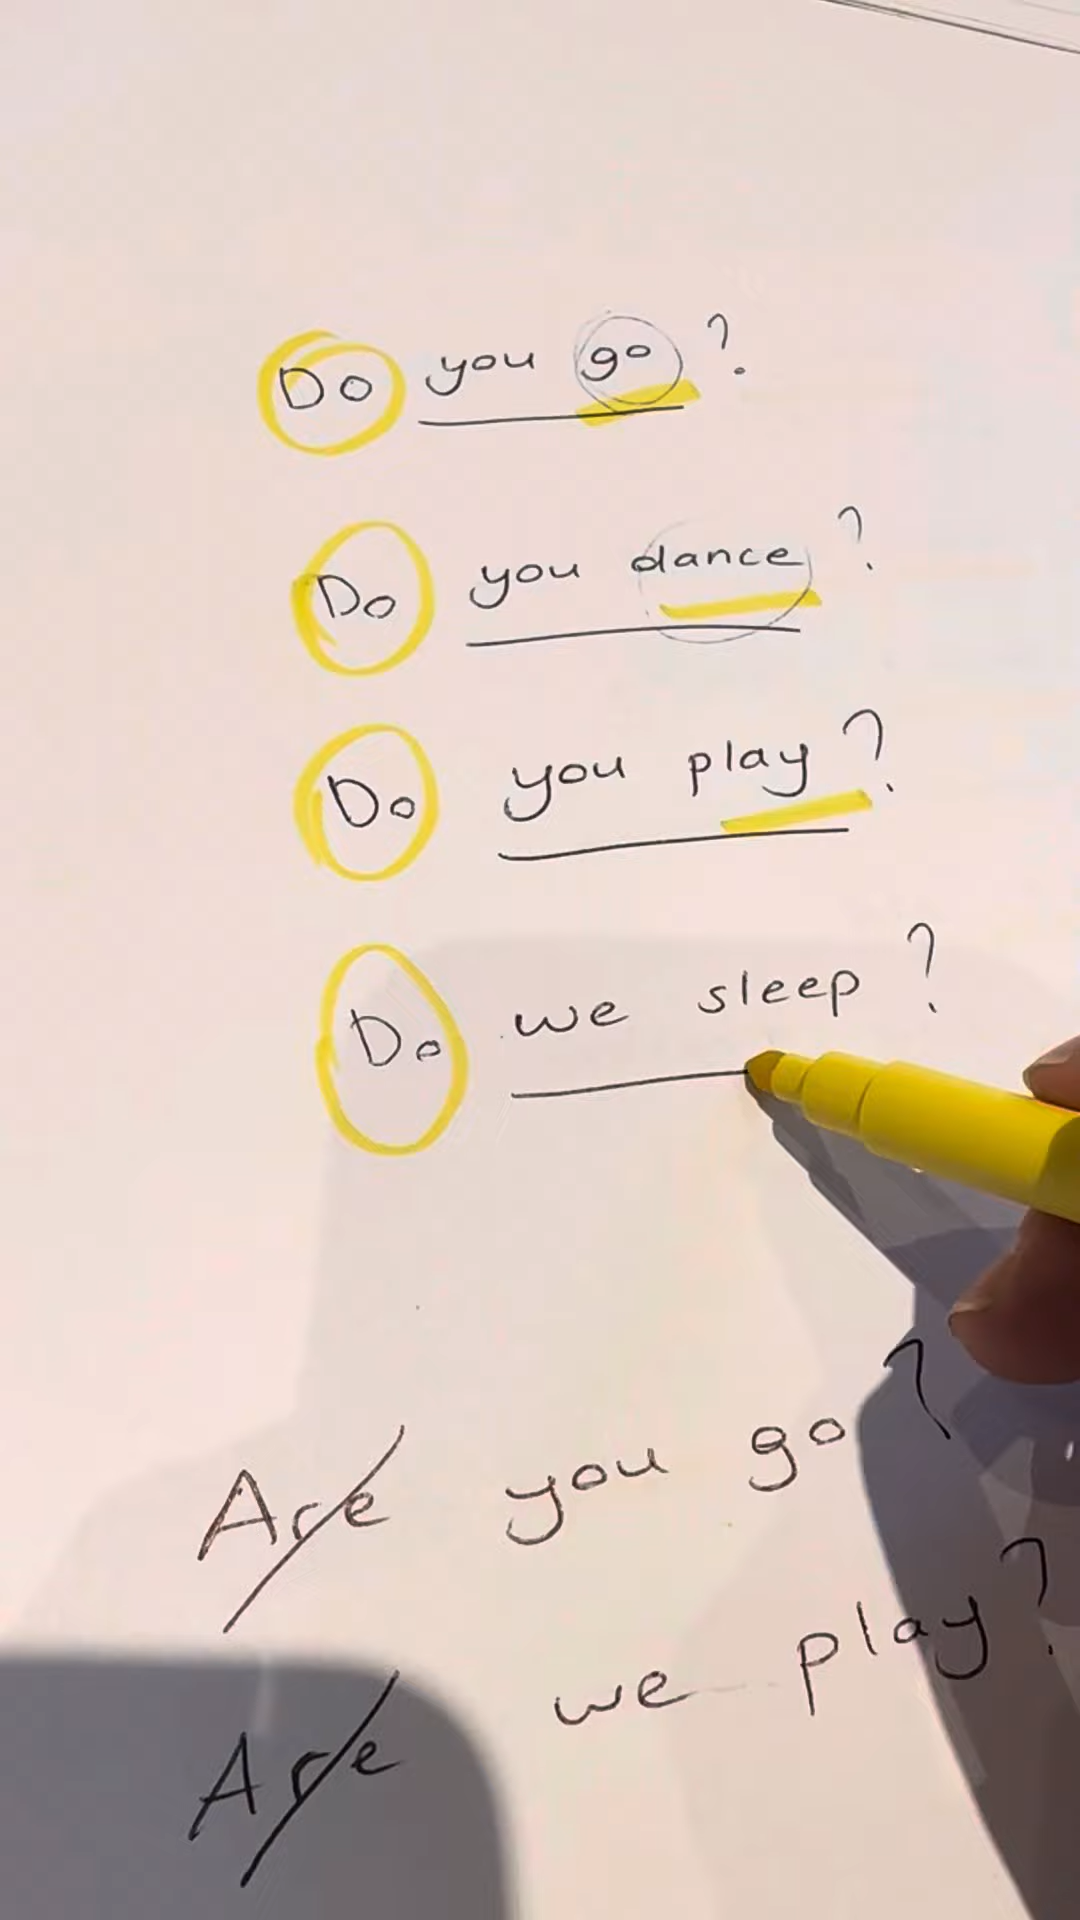 Do you go ?
Do you dance ?
Do you play ?
Do we sleep ?
Are you go ?
Are we play ?